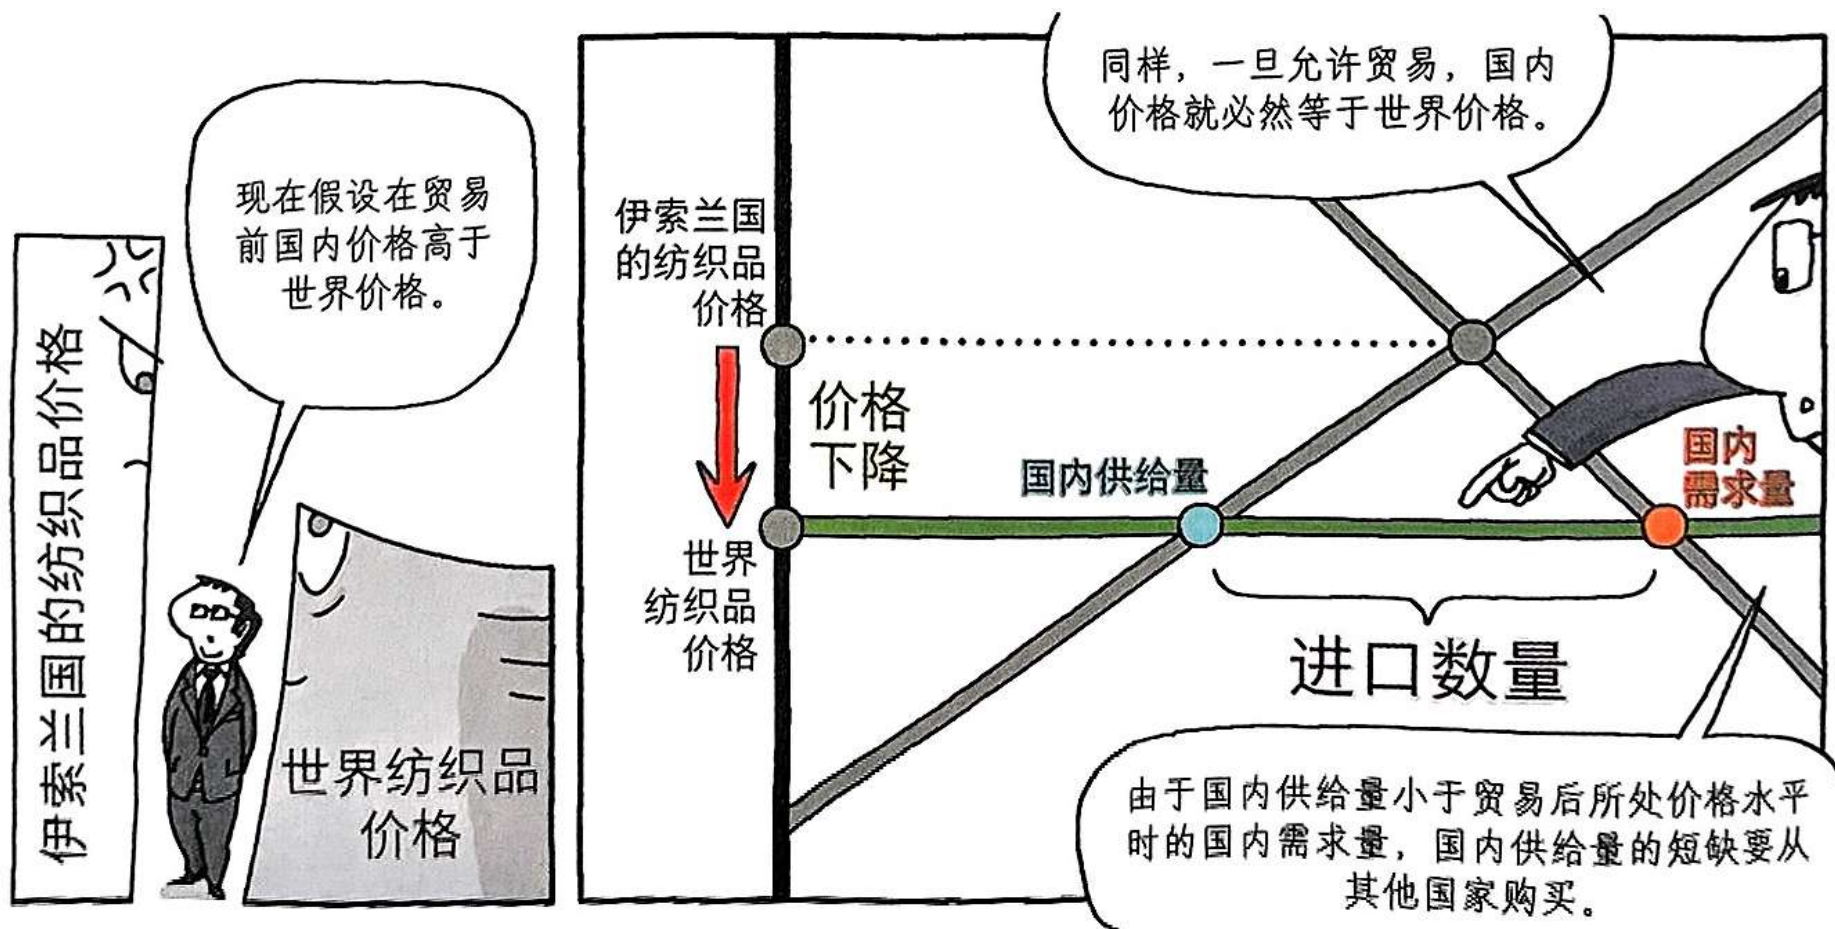 现在假设在贸易
前国内价格高于
世界价格。
伊索兰国的纺织品价格
世界纺织品
价格
同样，一旦允许贸易，国内
价格就必然等于世界价格。
伊索兰国
的纺织品
价格
价格
下降
国内供给量
国内
需求量
世界
纺织品
价格
进口数量
由于国内供给量小于贸易后所处价格水平
时的国内需求量，国内供给量的短缺要从
其他国家购买。